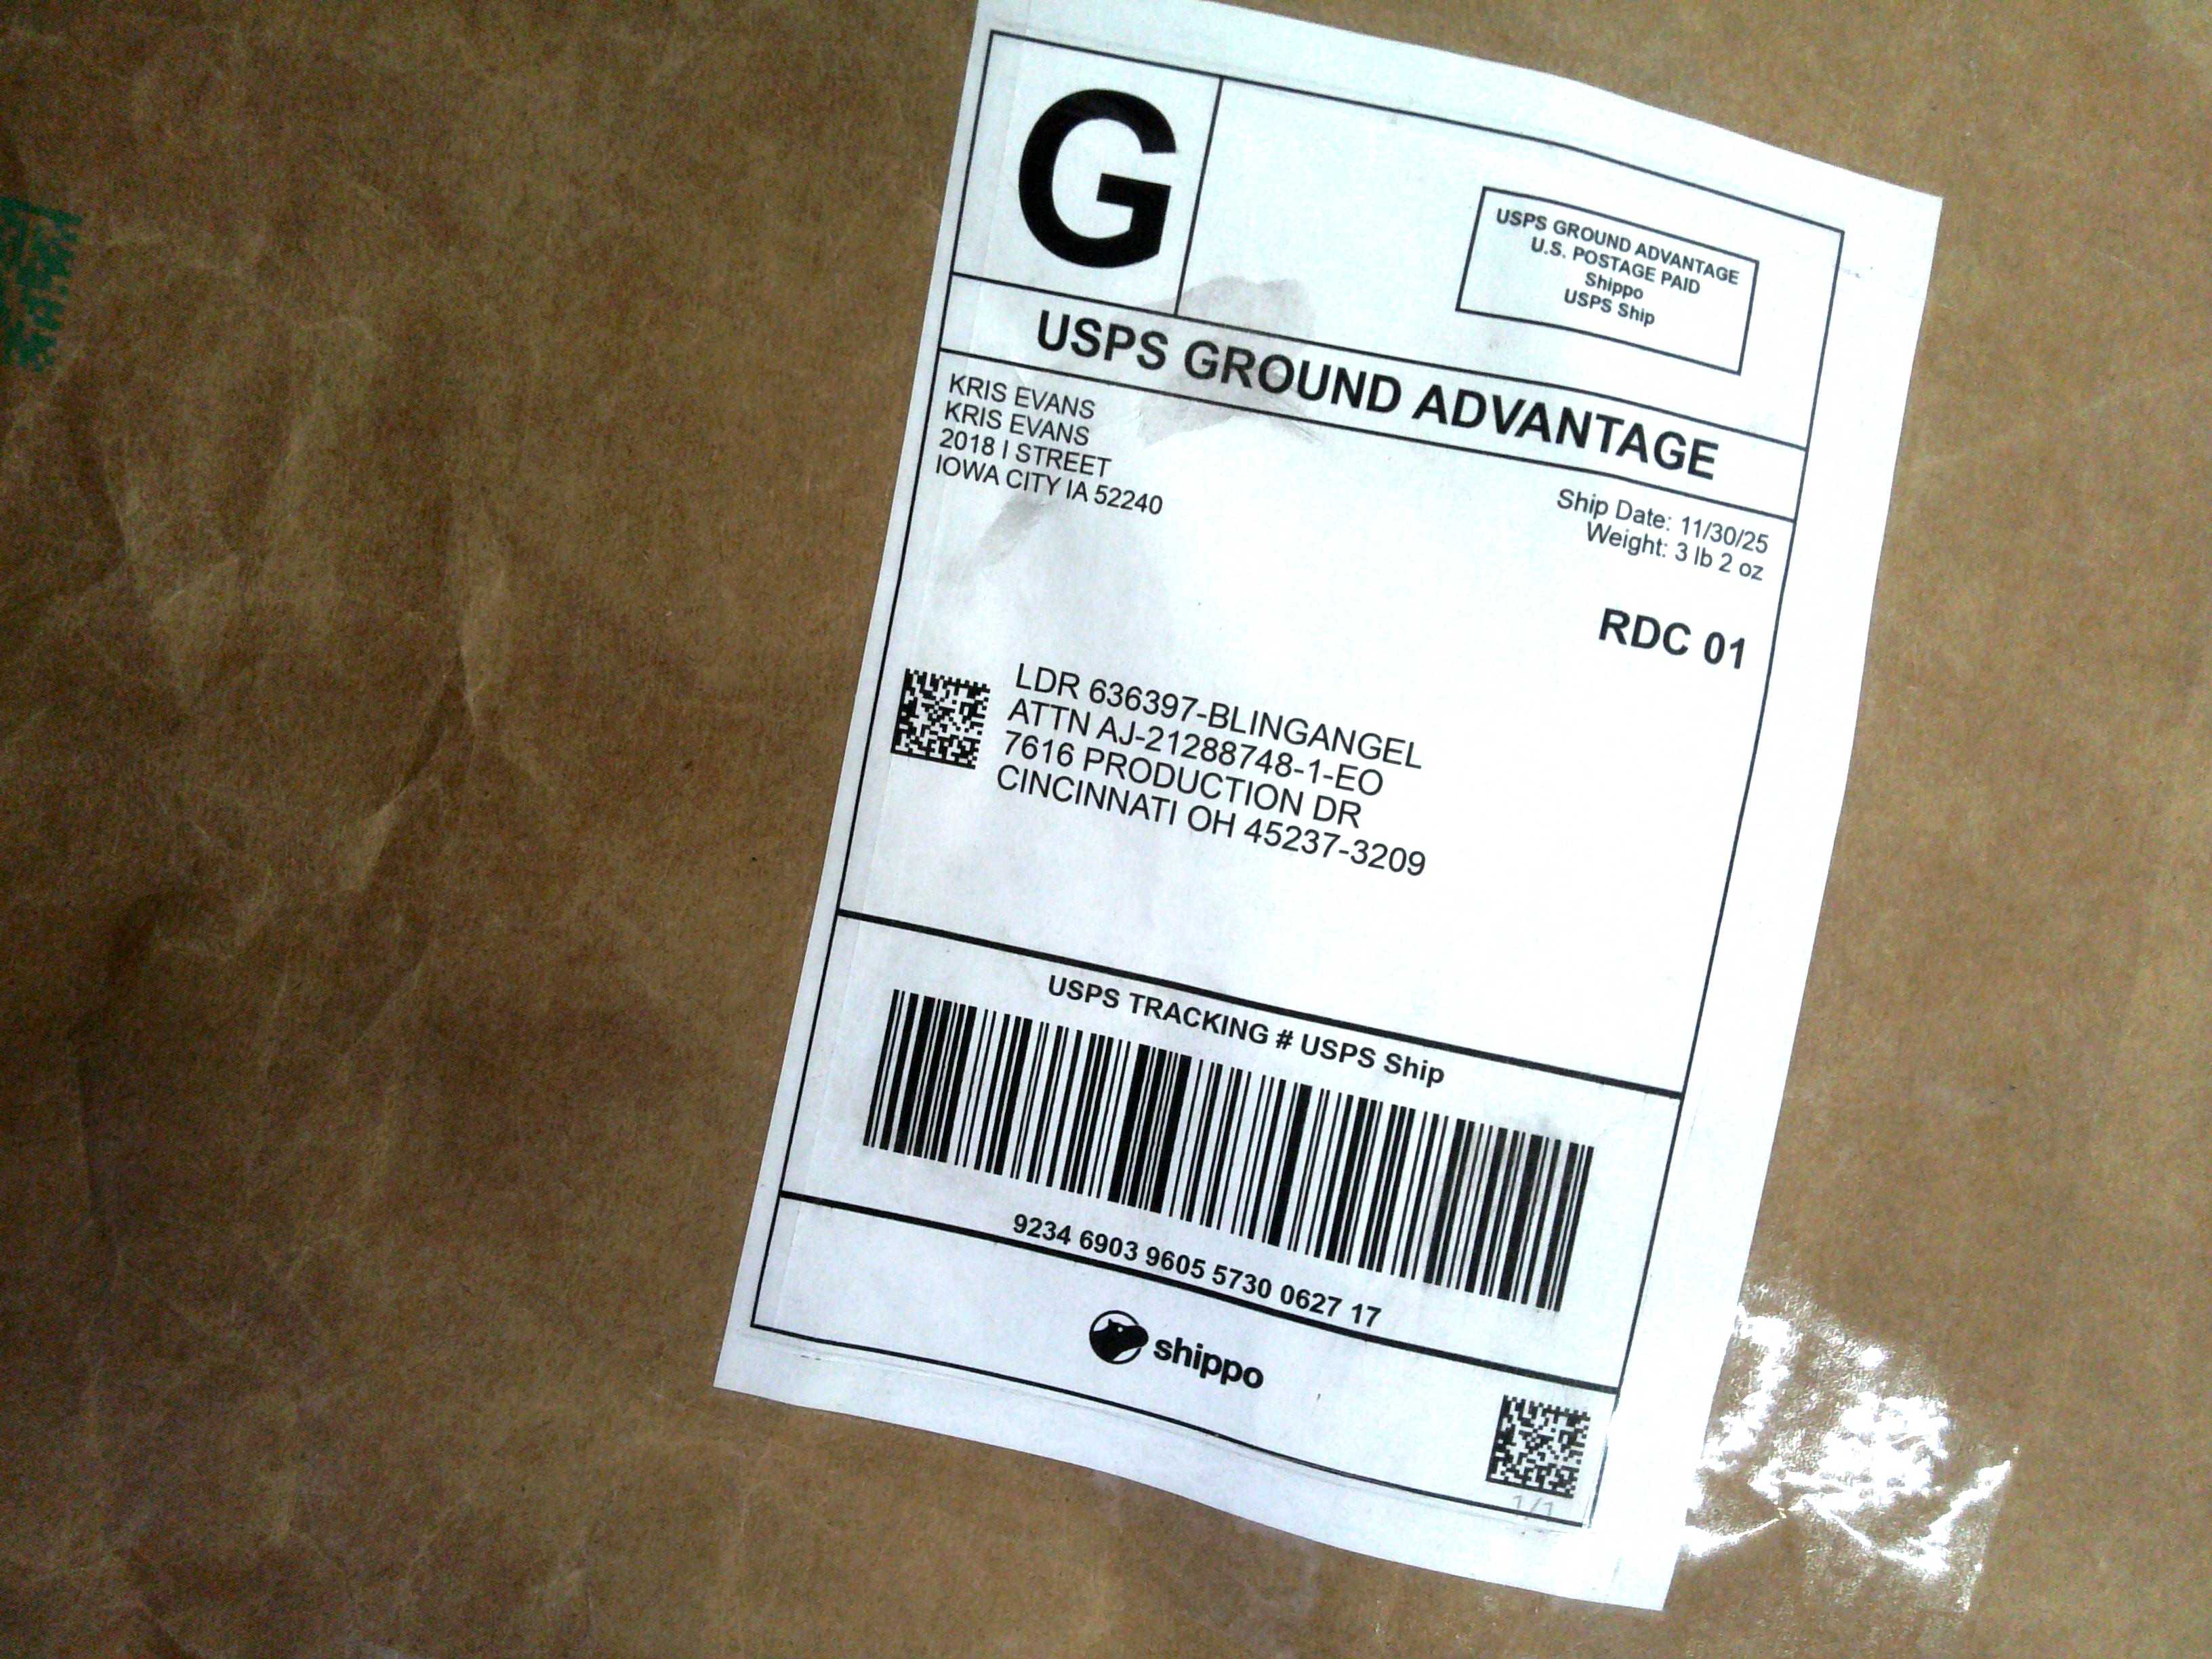 G
USPS GROUND ADVANTAGE
U.S. POSTAGE PAID
Shippo
USPS Ship
USPS GROUND ADVANTAGE
KRIS EVANS
KRIS EVANS
2018 I STREET
IOWA CITY IA 52240
Ship Date: 11/30/25
Weight: 3 lb 2 oz
RDC 01
LDR 636397-BLINGANGEL
ATTN AJ-21288748-1-EO
7616 PRODUCTION DR
CINCINNATI OH 45237-3209
USPS TRACKING # USPS Ship
9234 6903 9605 5730 0627 17
shippo
1/1